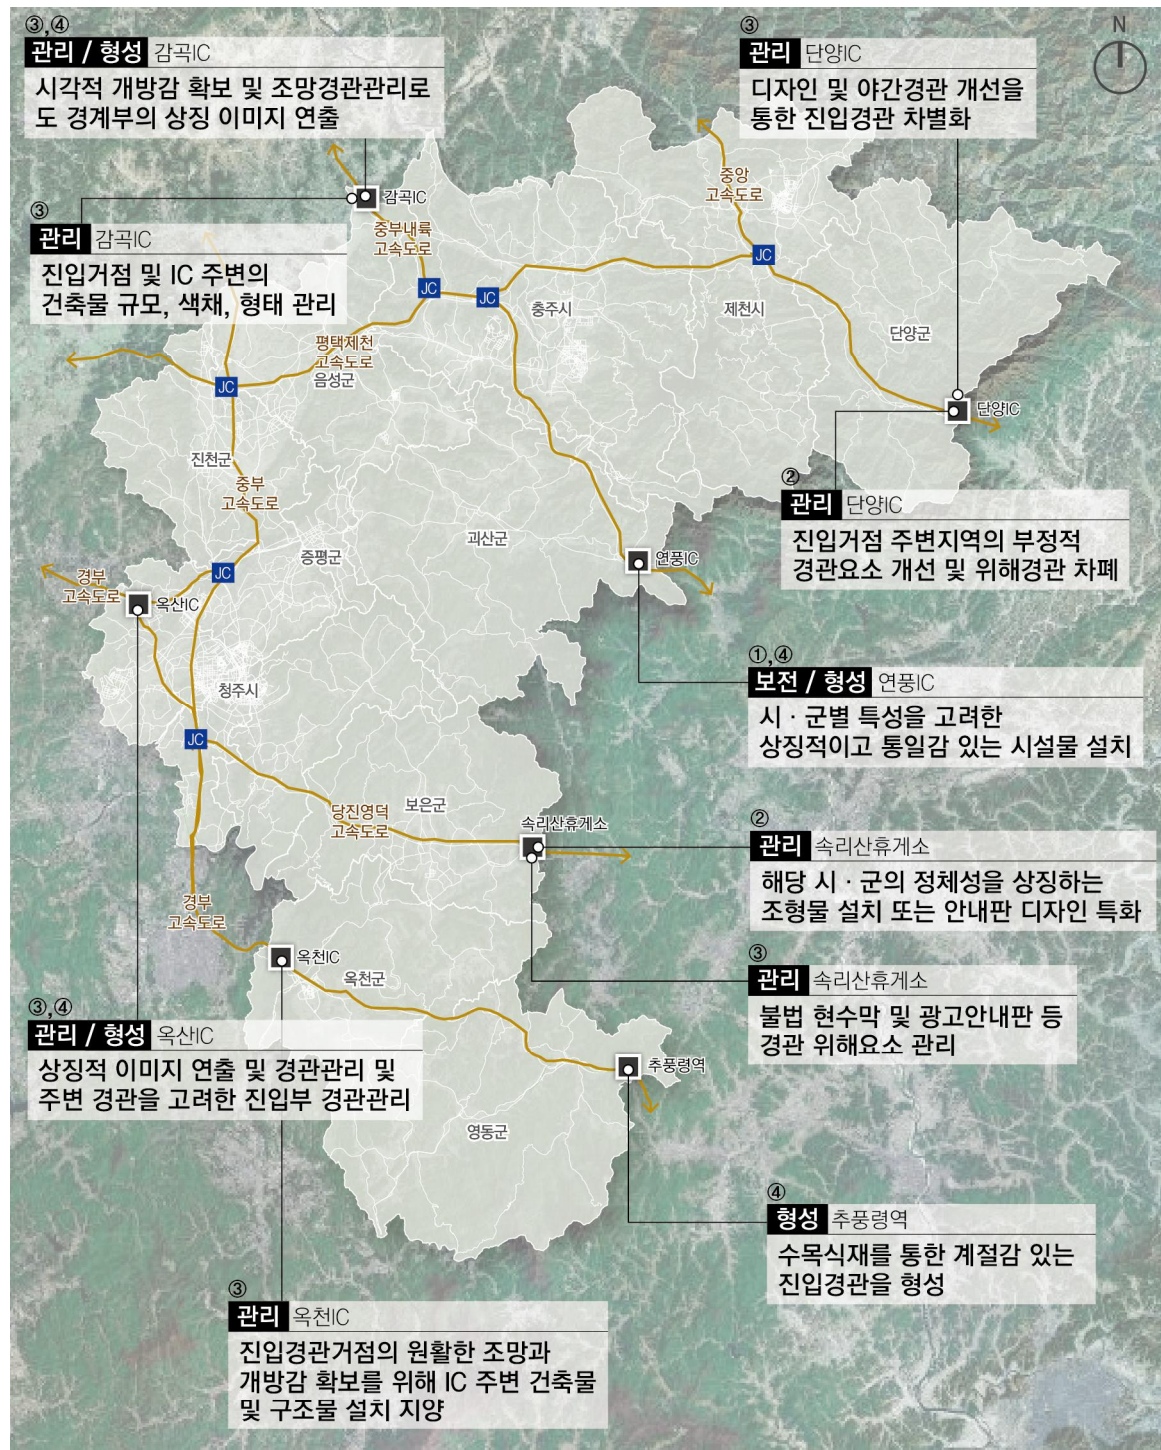 ③,④
관리 / 형성 감곡IC
시각적 개방감 확보 및 조망경관관리로
도 경계부의 상징 이미지 연출
③
관리 단양IC
디자인 및 야간경관 개선을
통한 진입경관 차별화
N
③
관리 감곡IC
진입거점 및 IC 주변의
건축물 규모, 색채, 형태 관리
감곡IC
중부내륙
고속도로
중앙
고속도로
JC
JC
JC
충주시
제천시
단양군
평택제천
고속도로
음성군
JC
단양IC
진천군
중부
고속도로
②
관리 단양IC
진입거점 주변지역의 부정적
경관요소 개선 및 위해경관 차폐
괴산군
증평군
연풍IC
JC
경부
고속도로
옥산IC
①,④
보전 / 형성 연풍IC
시 · 군별 특성을 고려한
상징적이고 통일감 있는 시설물 설치
청주시
JC
보은군
당진영덕
고속도로
속리산휴게소
②
관리 속리산휴게소
해당 시 · 군의 정체성을 상징하는
조형물 설치 또는 안내판 디자인 특화
경부
고속도로
옥천IC
옥천군
③
관리 속리산휴게소
불법 현수막 및 광고안내판 등
경관 위해요소 관리
③,④
관리 / 형성 옥산IC
상징적 이미지 연출 및 경관관리 및
주변 경관을 고려한 진입부 경관관리
추풍령역
영동군
④
형성 추풍령역
수목식재를 통한 계절감 있는
진입경관을 형성
③
관리 옥천IC
진입경관거점의 원활한 조망과
개방감 확보를 위해 IC 주변 건축물
및 구조물 설치 지양